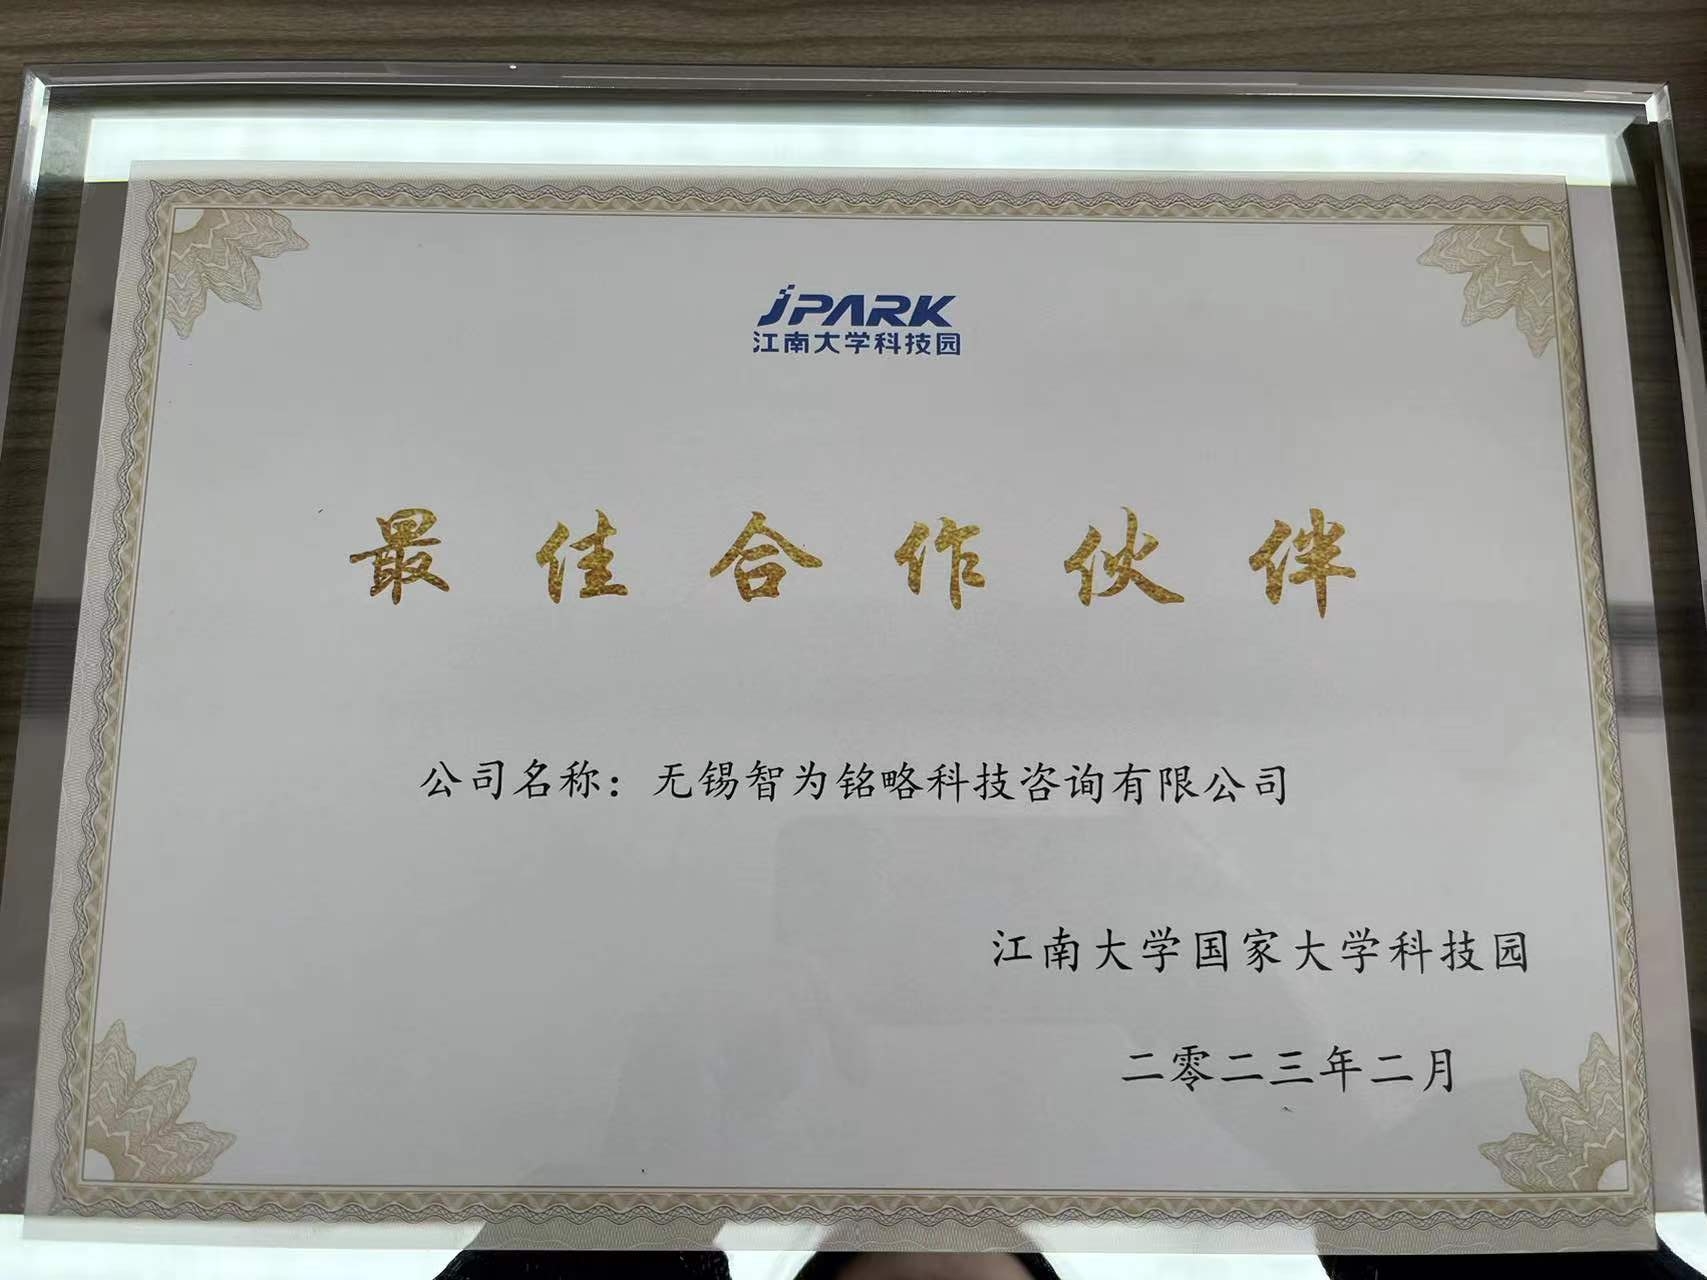 JPARK
江南大学科技园
最佳合作伙伴
公司名称：无锡智为铭略科技咨询有限公司
江南大学国家大学科技园
二零二三年二月